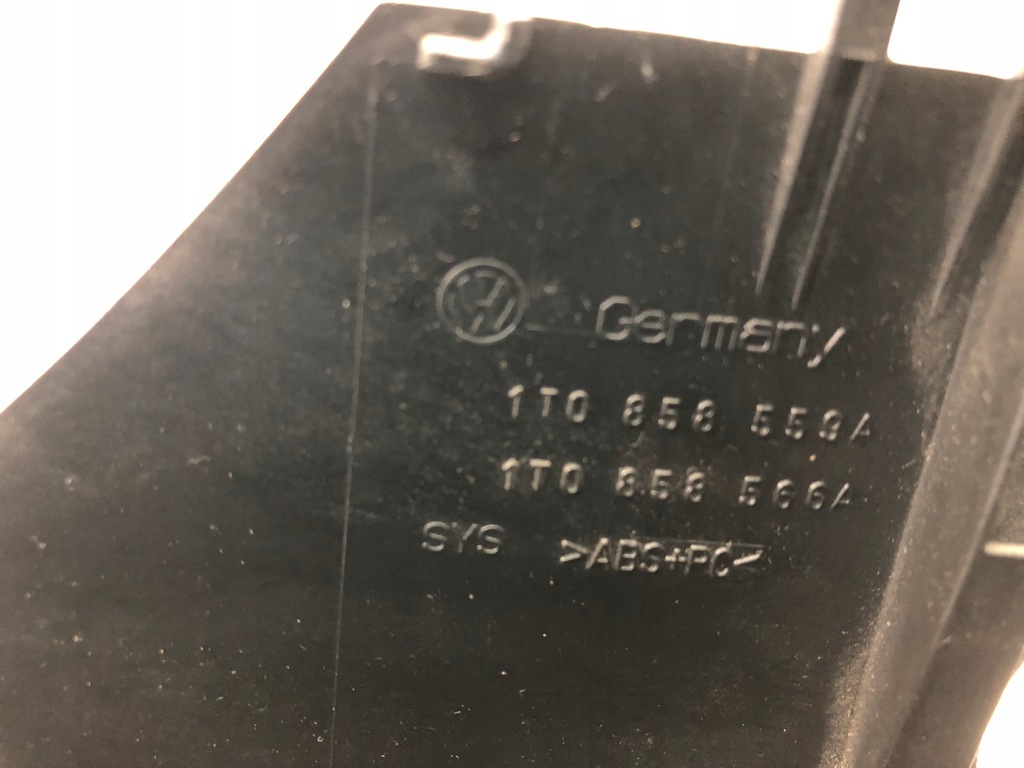 Germany
1T0 858 559A
1T0 858 566A
SYS >ABS+PC<